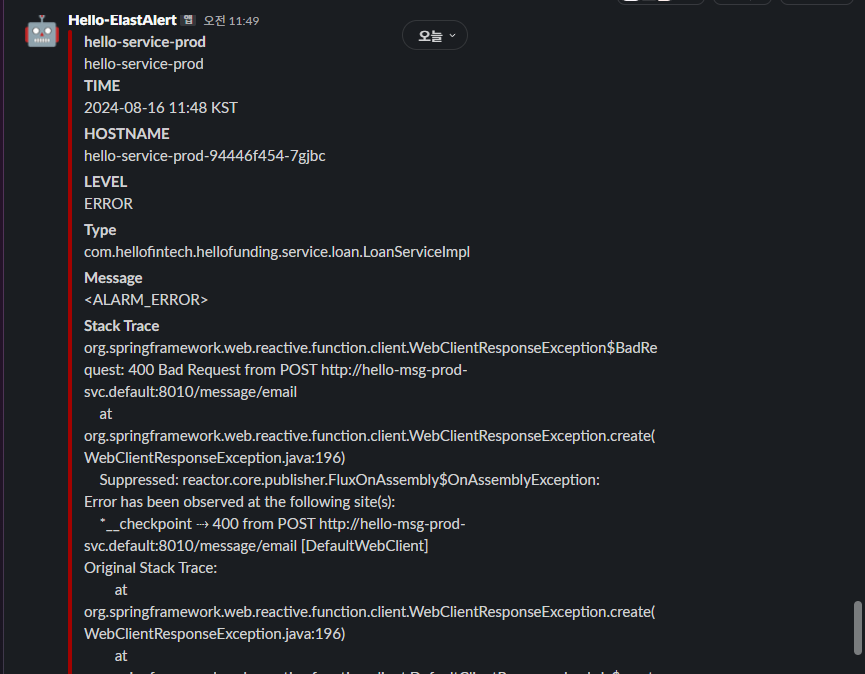 Hello-ElastAlert 앱 오전 11:49
오늘
hello-service-prod
hello-service-prod
TIME
2024-08-16 11:48 KST
HOSTNAME
hello-service-prod-94446f454-7gjbc
LEVEL
ERROR
Type
com.hellofintech.hellofunding.service.loan.LoanServiceImpl
Message
<ALARM_ERROR>
Stack Trace
org.springframework.web.reactive.function.client.WebClientResponseException$BadRe
quest: 400 Bad Request from POST http://hello-msg-prod-
svc.default:8010/message/email
at
org.springframework.web.reactive.function.client.WebClientResponseException.create(
WebClientResponseException.java:196)
Suppressed: reactor.core.publisher.FluxOnAssembly$OnAssemblyException:
Error has been observed at the following site(s):
*__checkpoint ⇢ 400 from POST http://hello-msg-prod-
svc.default:8010/message/email [DefaultWebClient]
Original Stack Trace:
at
org.springframework.web.reactive.function.client.WebClientResponseException.create(
WebClientResponseException.java:196)
at